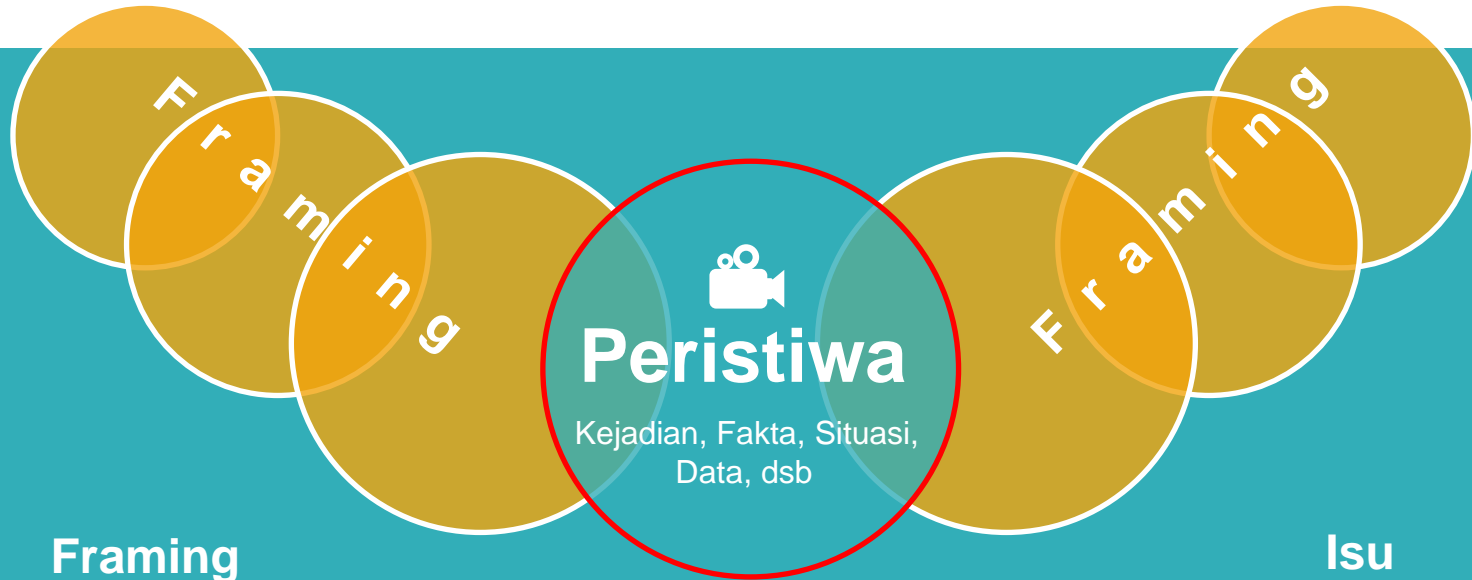 Framing
Framing
Peristiwa
Kejadian, Fakta, Situasi,
Data, dsb
Framing
Isu